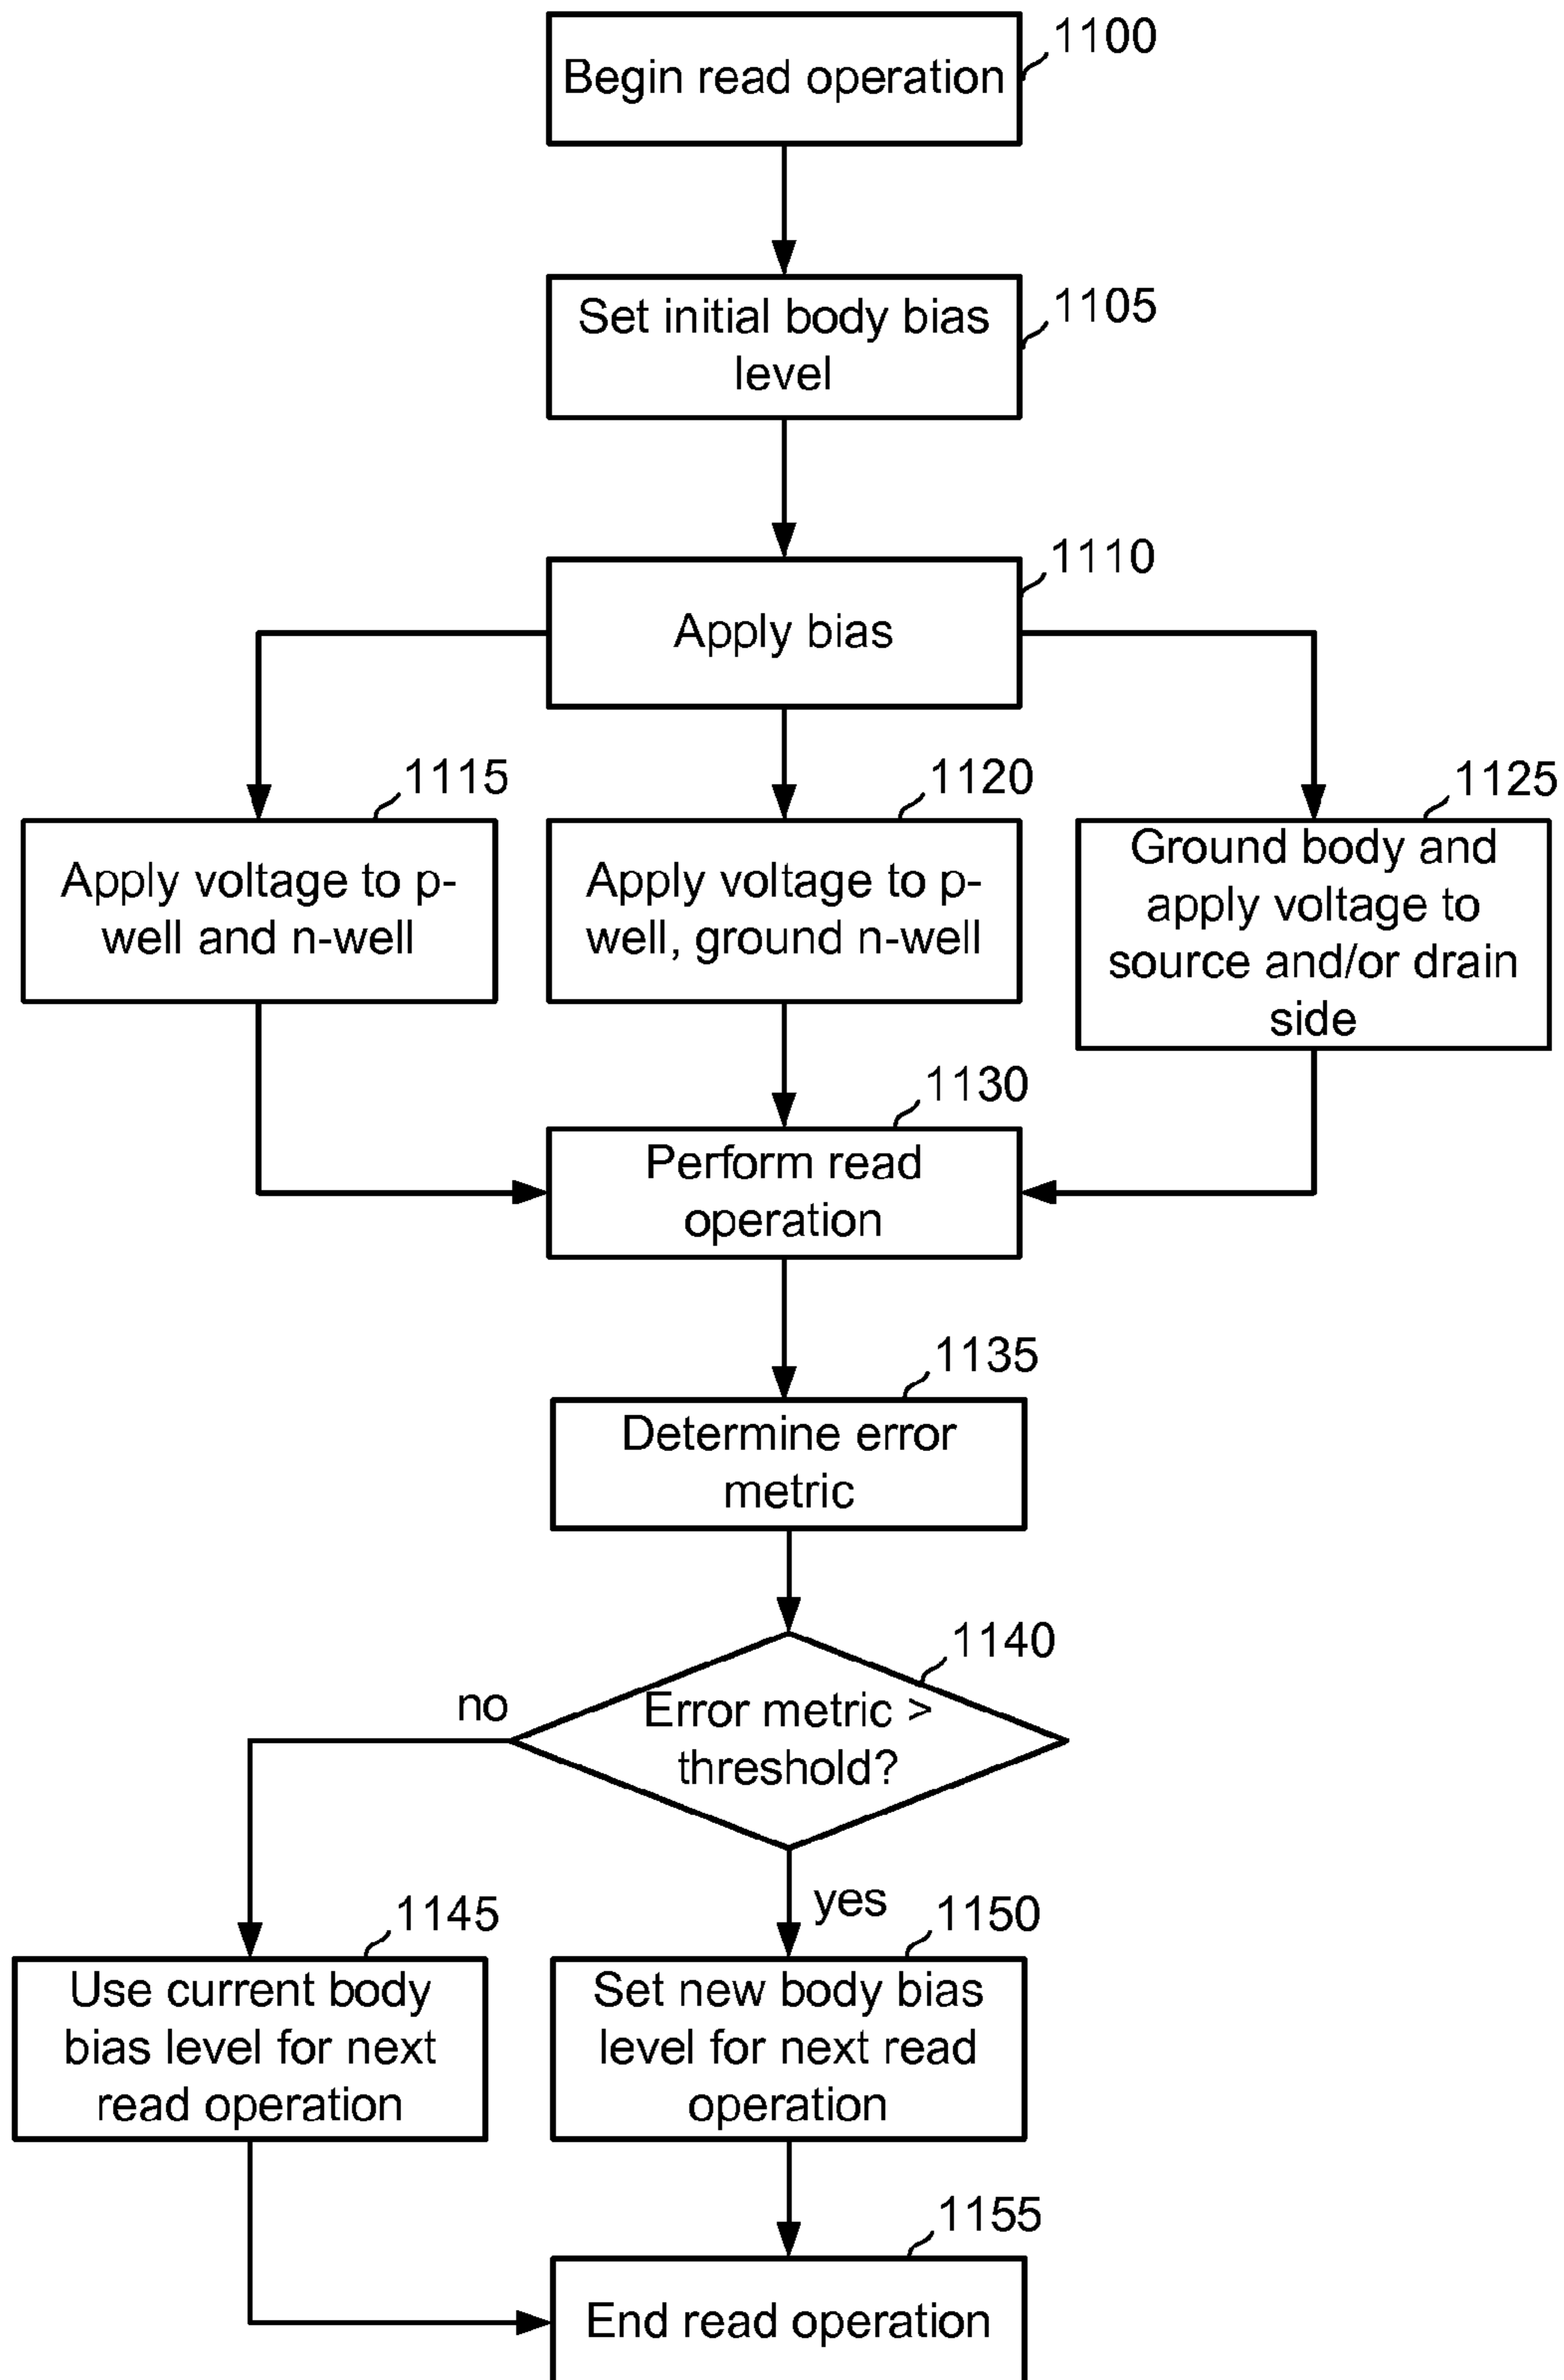 1100
Begin read operation
1105
Set initial body bias
level
1110
Apply bias
1115
Apply voltage to p-
well and n-well
1120
Apply voltage to p-
well, ground n-well
1125
Ground body and
apply voltage to
source and/or drain
side
1130
Perform read
operation
1135
Determine error
metric
1140
Error metric >
threshold?
no
yes
1145
Use current body
bias level for next
read operation
1150
Set new body bias
level for next read
operation
1155
End read operation